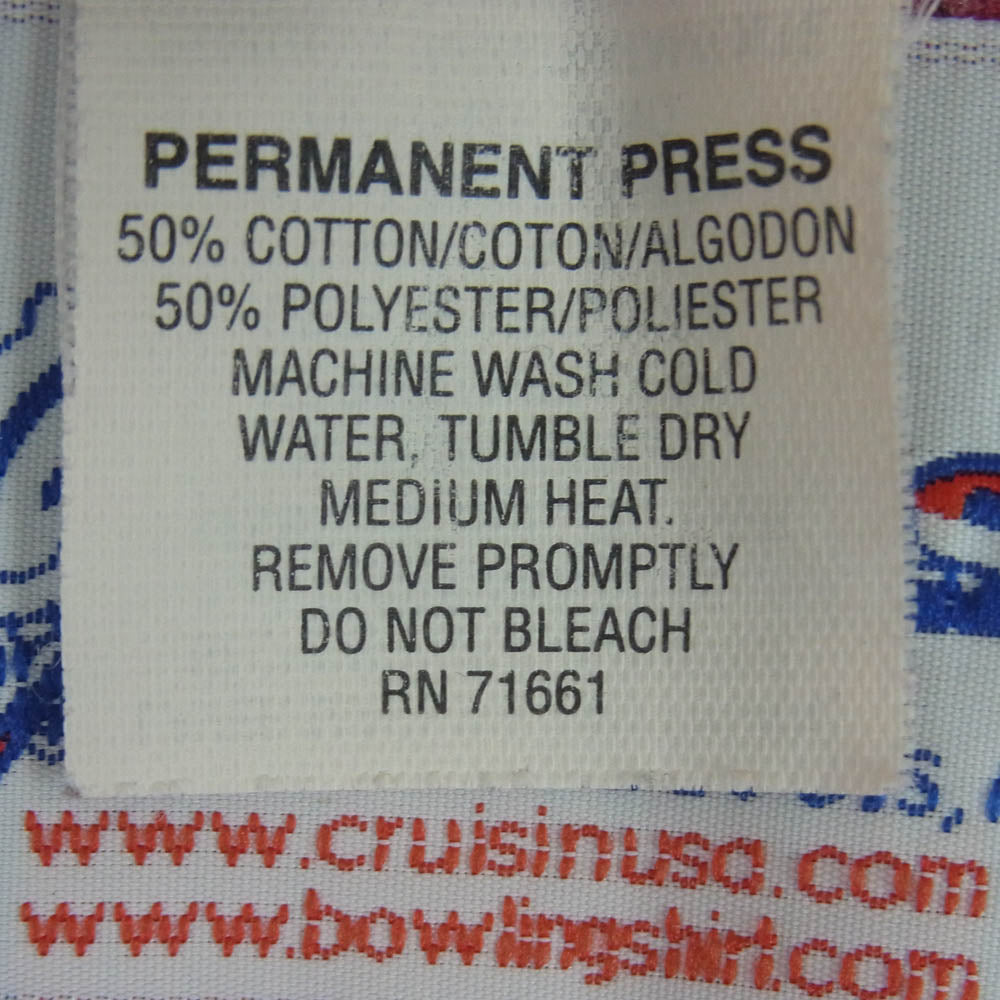 PERMANENT PRESS
50% COTTON/COTON/ALGODON
50% POLYESTER/POLIESTER
MACHINE WASH COLD
WATER, TUMBLE DRY
MEDIUM HEAT.
REMOVE PROMPTLY
DO NOT BLEACH
RN 71661
www.cruisinusa.com
www.bowlingshirt.com